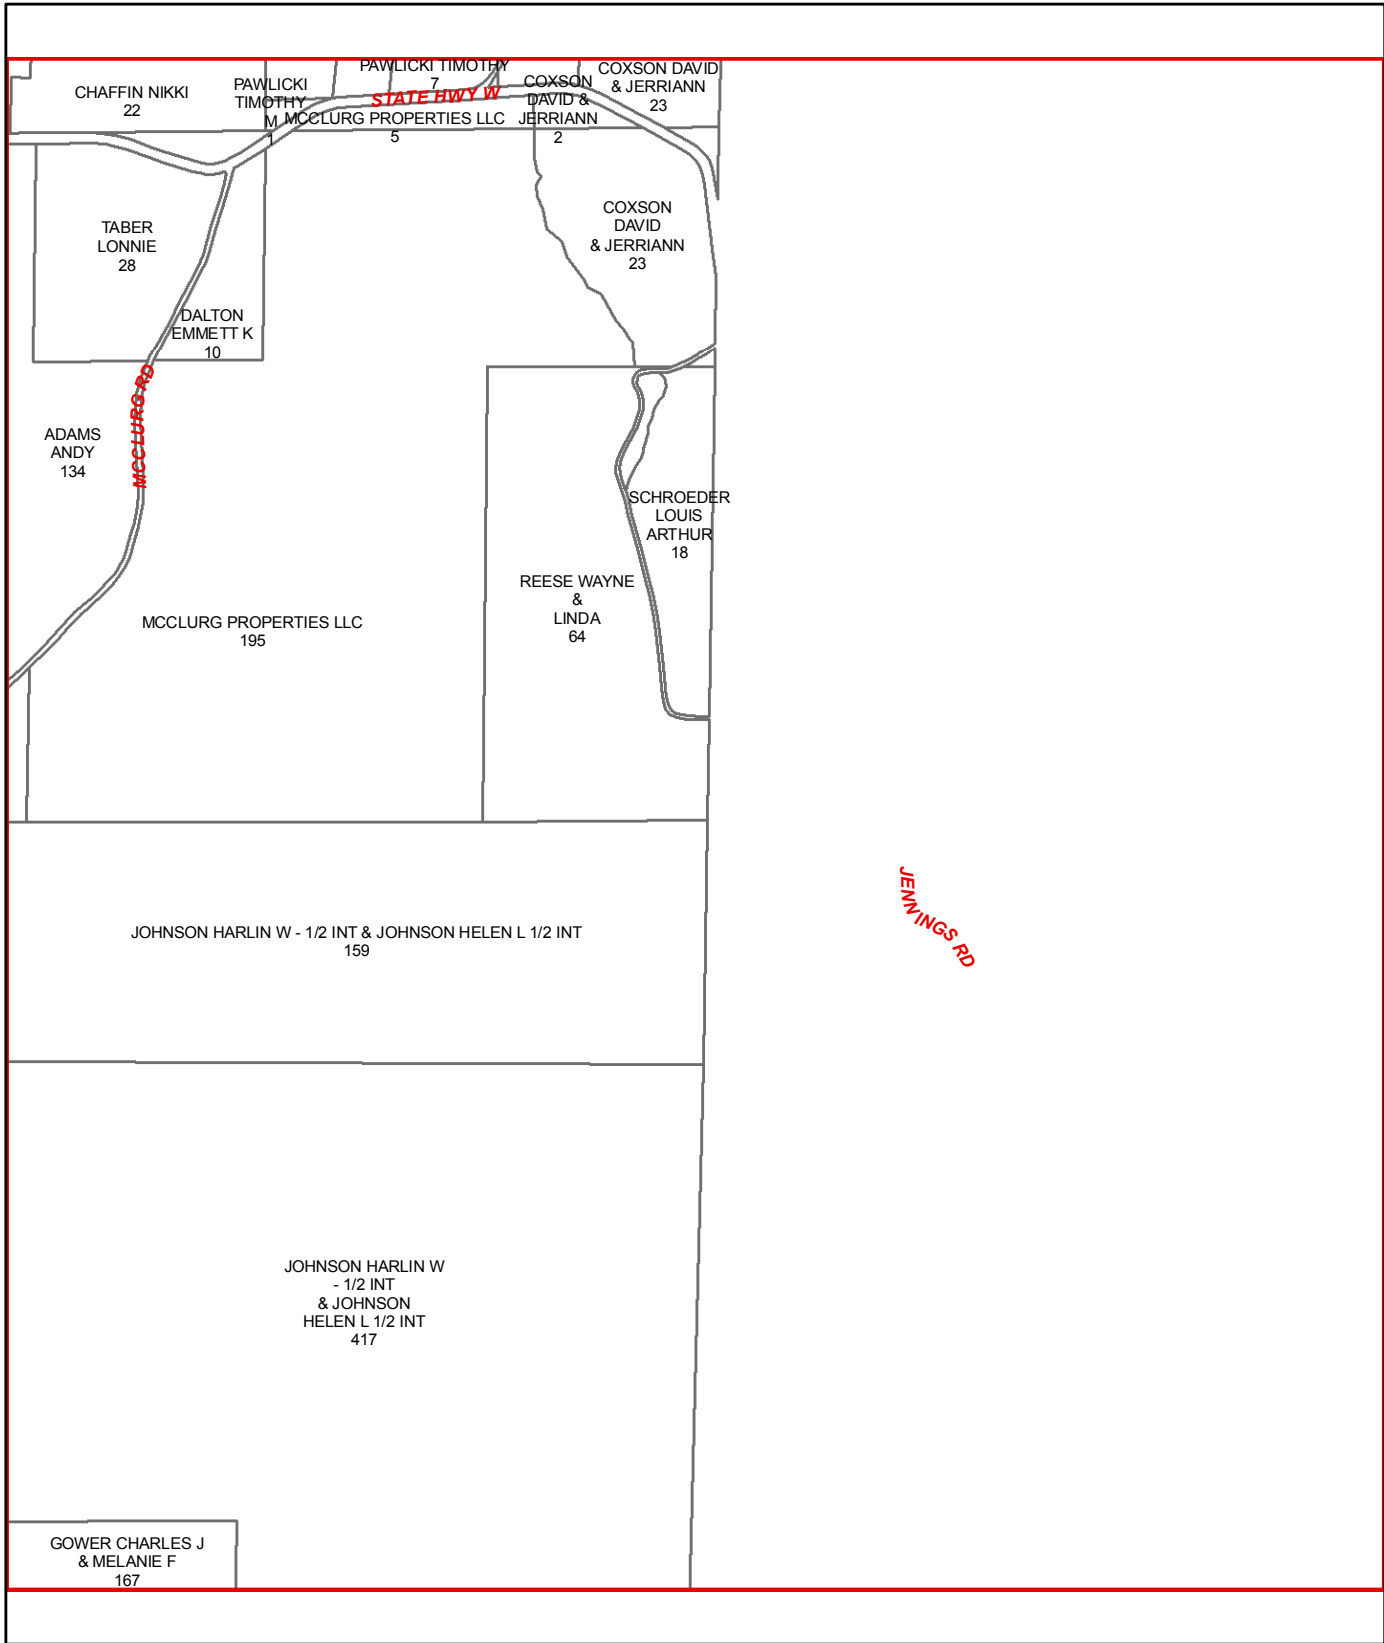 CHAFFIN NIKKI
22
PAWLICKI
TIMOTHY
M
1
PAWLICKI TIMOTHY
7
STATE HWY W
MCCLURG PROPERTIES LLC
5
COXSON
DAVID &
JERRIANN
2
COXSON DAVID
& JERRIANN
23
TABER
LONNIE
28
COXSON
DAVID
& JERRIANN
23
DALTON
EMMETT K
10
MCCLURG RD
ADAMS
ANDY
134
SCHROEDER
LOUIS
ARTHUR
18
REESE WAYNE
&
LINDA
64
MCCLURG PROPERTIES LLC
195
JENNINGS RD
JOHNSON HARLIN W - 1/2 INT & JOHNSON HELEN L 1/2 INT
159
JOHNSON HARLIN W
- 1/2 INT
& JOHNSON
HELEN L 1/2 INT
417
GOWER CHARLES J
& MELANIE F
167